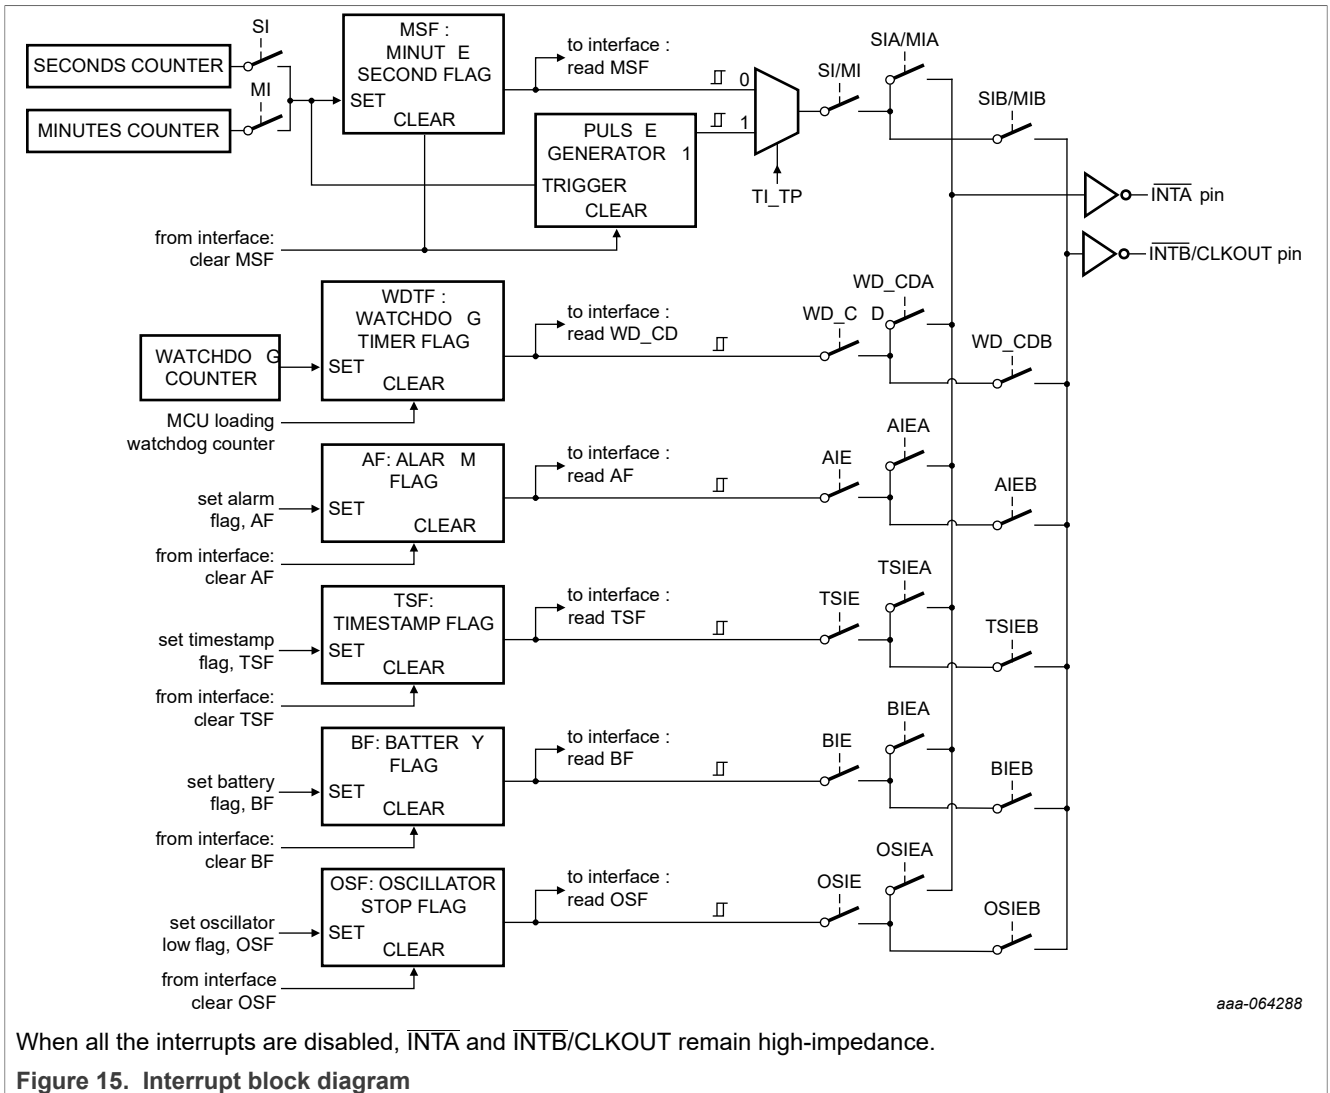 SI
SECONDS COUNTER
MI
MINUTES COUNTER
MSF :
MINUT E
SECOND FLAG
SET
CLEAR
to interface :
read MSF
0
1
PULS E
GENERATOR 1
TRIGGER
CLEAR
TI_TP
SI/MI
SIA/MIA
SIB/MIB
INTA pin
INTB/CLKOUT pin
from interface:
clear MSF
WDTF :
WATCHDO G
TIMER FLAG
SET
CLEAR
WATCHDO G
COUNTER
MCU loading
watchdog counter
to interface :
read WD_CD
WD_C D
WD_CDA
WD_CDB
AF: ALAR M
FLAG
SET
CLEAR
set alarm
flag, AF
from interface:
clear AF
to interface :
read AF
AIE
AIEA
AIEB
TSF:
TIMESTAMP FLAG
SET
CLEAR
set timestamp
flag, TSF
from interface:
clear TSF
to interface :
read TSF
TSIE
TSIEA
TSIEB
BF: BATTER Y
FLAG
SET
CLEAR
set battery
flag, BF
from interface:
clear BF
to interface :
read BF
BIE
BIEA
BIEB
OSF: OSCILLATOR
STOP FLAG
SET
CLEAR
set oscillator
low flag, OSF
from interface
clear OSF
to interface :
read OSF
OSIE
OSIEA
OSIEB
aaa-064288
When all the interrupts are disabled, INTA and INTB/CLKOUT remain high-impedance.
Figure 15. Interrupt block diagram